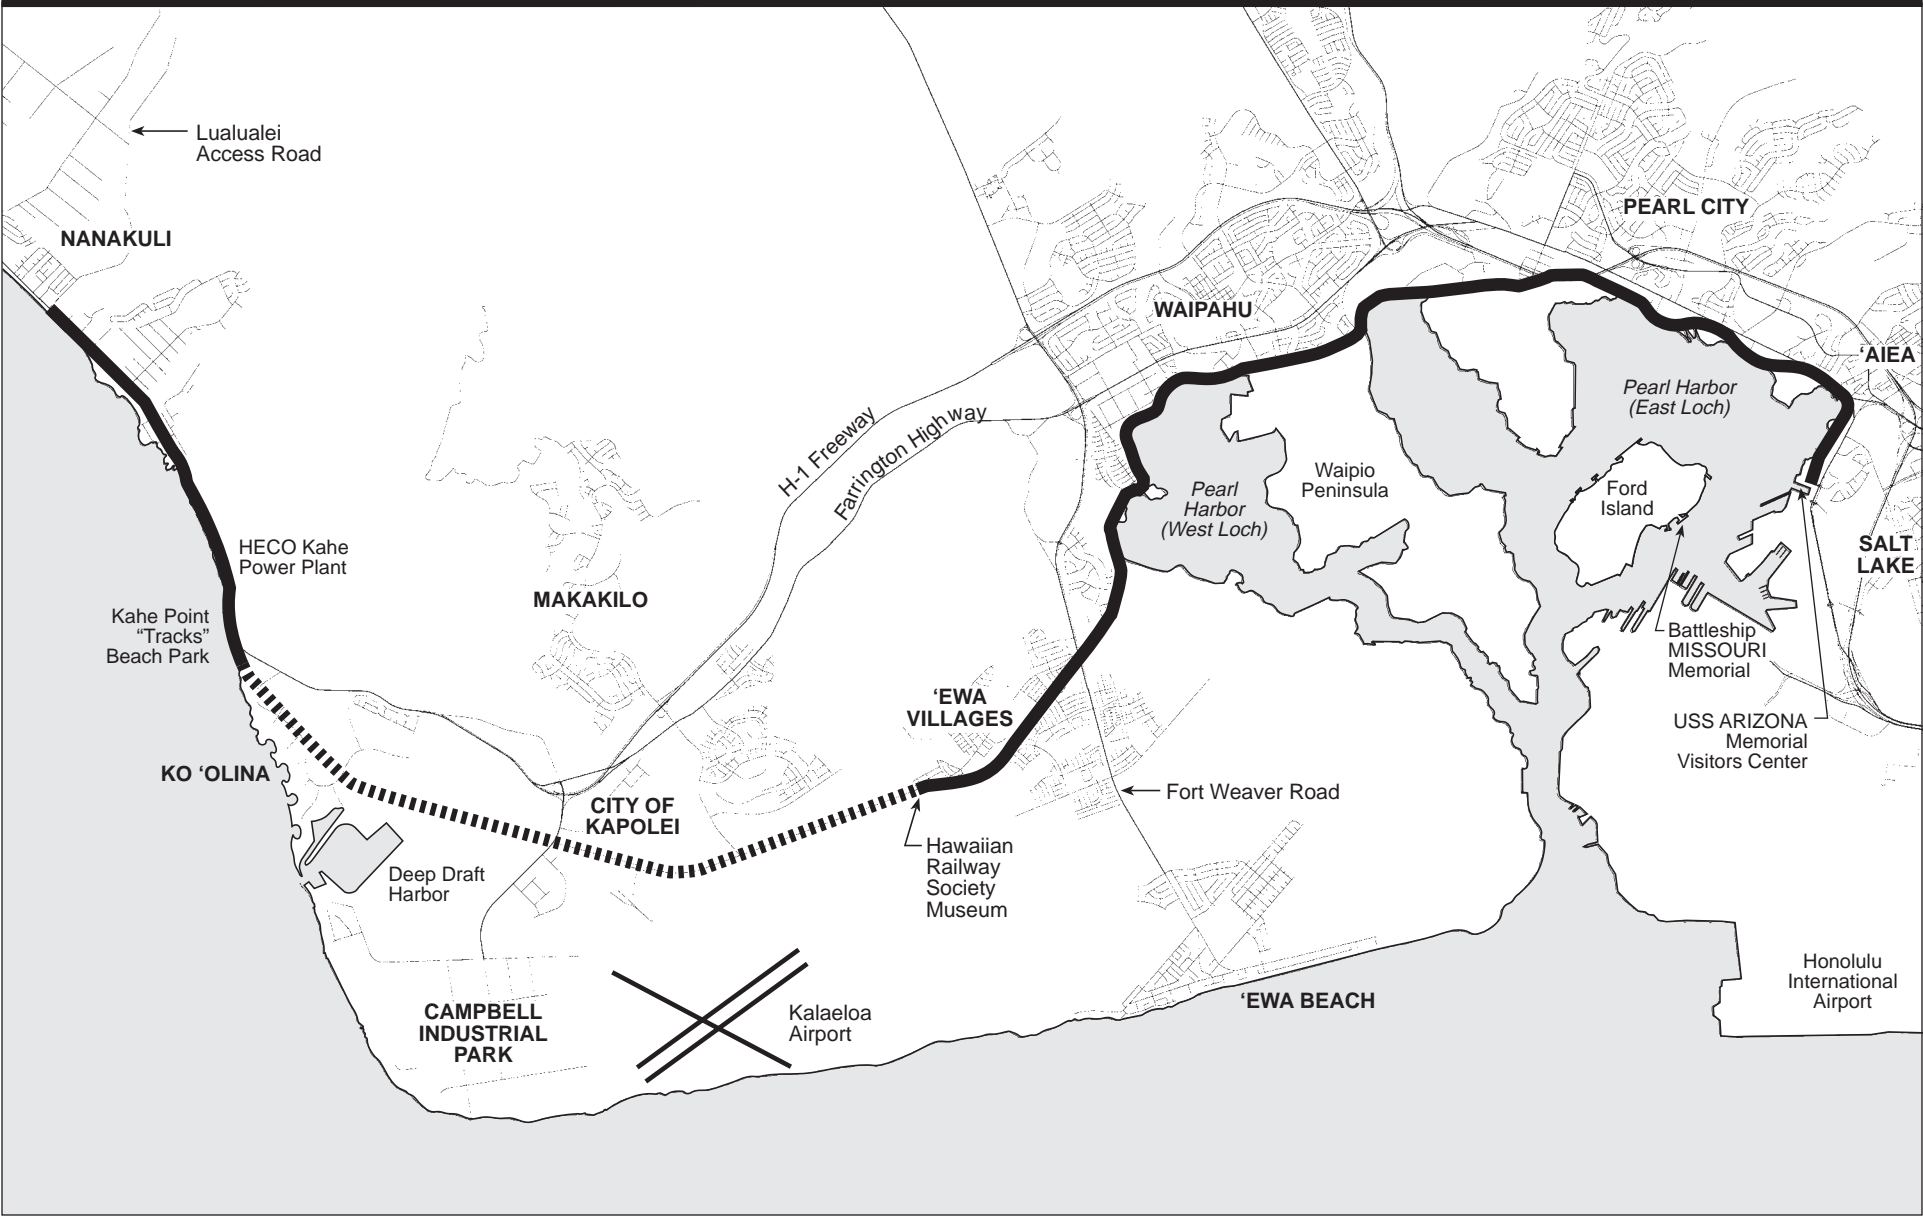 Lualualei
Access Road
NANAKULI
PEARL CITY
WAIPAHU
‘AIEA
Pearl Harbor
(East Loch)
H-1 Freeway
Farrington Highway
Waipio
Peninsula
Pearl
Harbor
(West Loch)
Ford
Island
HECO Kahe
Power Plant
SALT
LAKE
MAKAKILO
Kahe Point
“Tracks”
Beach Park
Battleship
MISSOURI
Memorial
‘EWA
VILLAGES
USS ARIZONA
Memorial
Visitors Center
KO ‘OLINA
Fort Weaver Road
CITY OF
KAPOLEI
Deep Draft
Harbor
Hawaiian
Railway
Society
Museum
Honolulu
International
Airport
‘EWA BEACH
CAMPBELL
INDUSTRIAL
PARK
Kalaeloa
Airport